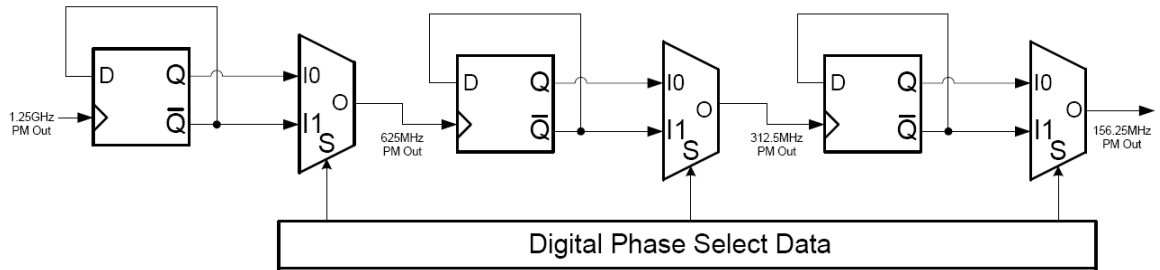 D
Q
Q
1.25GHz
PM Out
I0
I1
O
S
625MHz
PM Out
D
Q
Q
I0
I1
O
S
312.5MHz
PM Out
D
Q
Q
I0
I1
O
S
156.25MHz
PM Out
Digital Phase Select Data